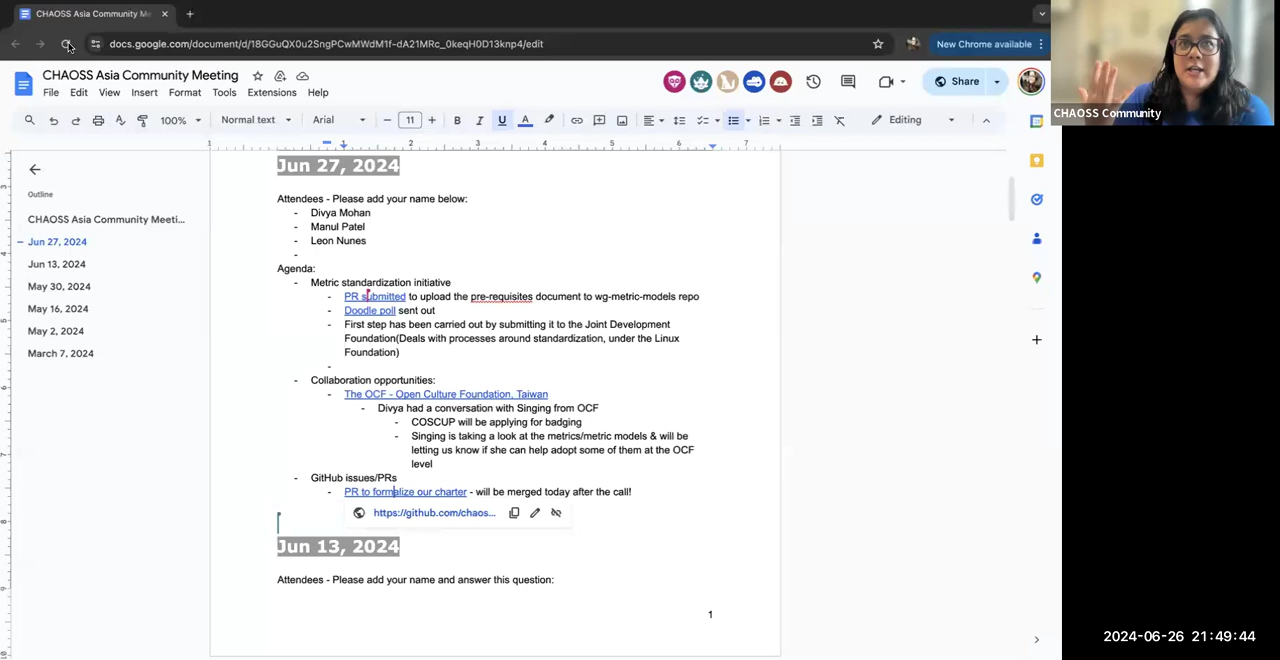 CHAOSS Asia Community M
docs.google.com/document/d/18GGuQX0u2SngPCwMWdM1f-dA21MRc_0keqH0D13knp4/edit
New Chrome available
CHAOSS Asia Community Meeting
File Edit View Insert Format Tools Extensions Help
Share
100% Normal text Arial 11 B I U A Editing
CHAOSS Community
1 1 2 3 4 5 6 7
Outline
CHAOSS Asia Community Meeti...
Jun 27, 2024
Jun 13, 2024
May 30, 2024
May 16, 2024
May 2, 2024
March 7, 2024
Jun 27, 2024
Attendees - Please add your name below:
- Divya Mohan
- Manul Patel
- Leon Nunes
-
Agenda:
- Metric standardization initiative
- PR submitted to upload the pre-requisites document to wg-metric-models repo
- Doodle poll sent out
- First step has been carried out by submitting it to the Joint Development
Foundation(Deals with processes around standardization, under the Linux
Foundation)
-
- Collaboration opportunities:
- The OCF - Open Culture Foundation, Taiwan
- Divya had a conversation with Singing from OCF
- COSCUP will be applying for badging
- Singing is taking a look at the metrics/metric models & will be
letting us know if she can help adopt some of them at the OCF
level
- GitHub issues/PRs
- PR to formalize our charter - will be merged today after the call!
https://github.com/chaos...
Jun 13, 2024
Attendees - Please add your name and answer this question:
1
2024-06-26 21:49:44